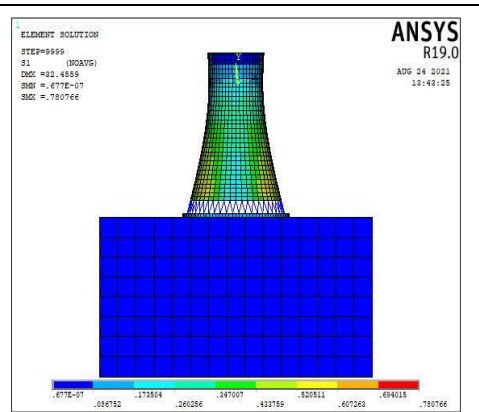 1
ELEMENT SOLUTION
STEP=9999
S1 (NOAVG)
DMX =82.4559
SMN =.677E-07
SMX =.780766
ANSYS
R19.0
AUG 24 2021
13:43:25
Y
.677E-07 .173504 .347007 .520511 .694015
.086752 .260256 .433759 .607263 .780766